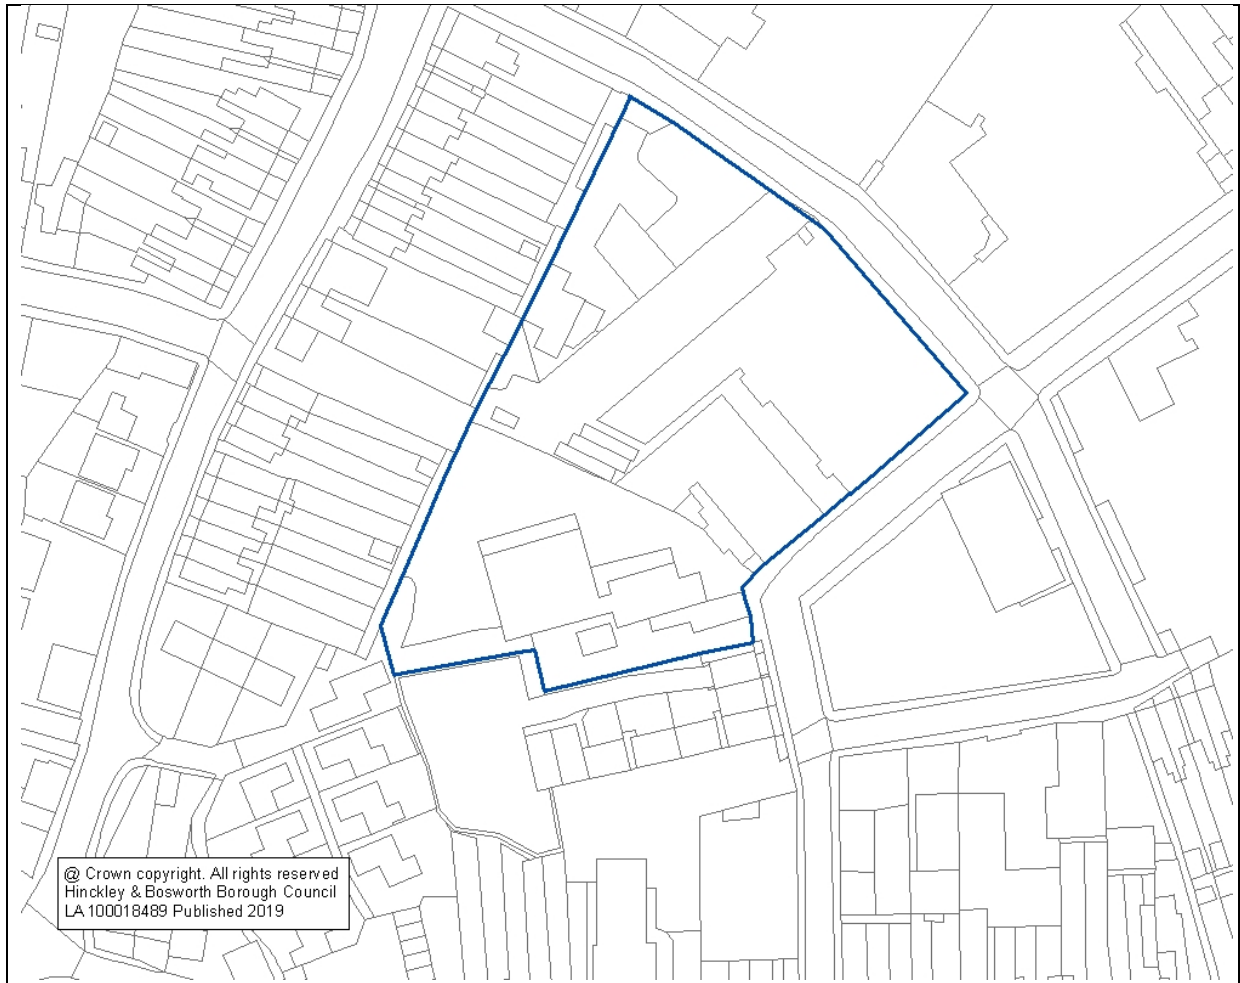 @ Crown copyright. All rights reserved
Hinckley & Bosworth Borough Council
LA 100018489 Published 2019